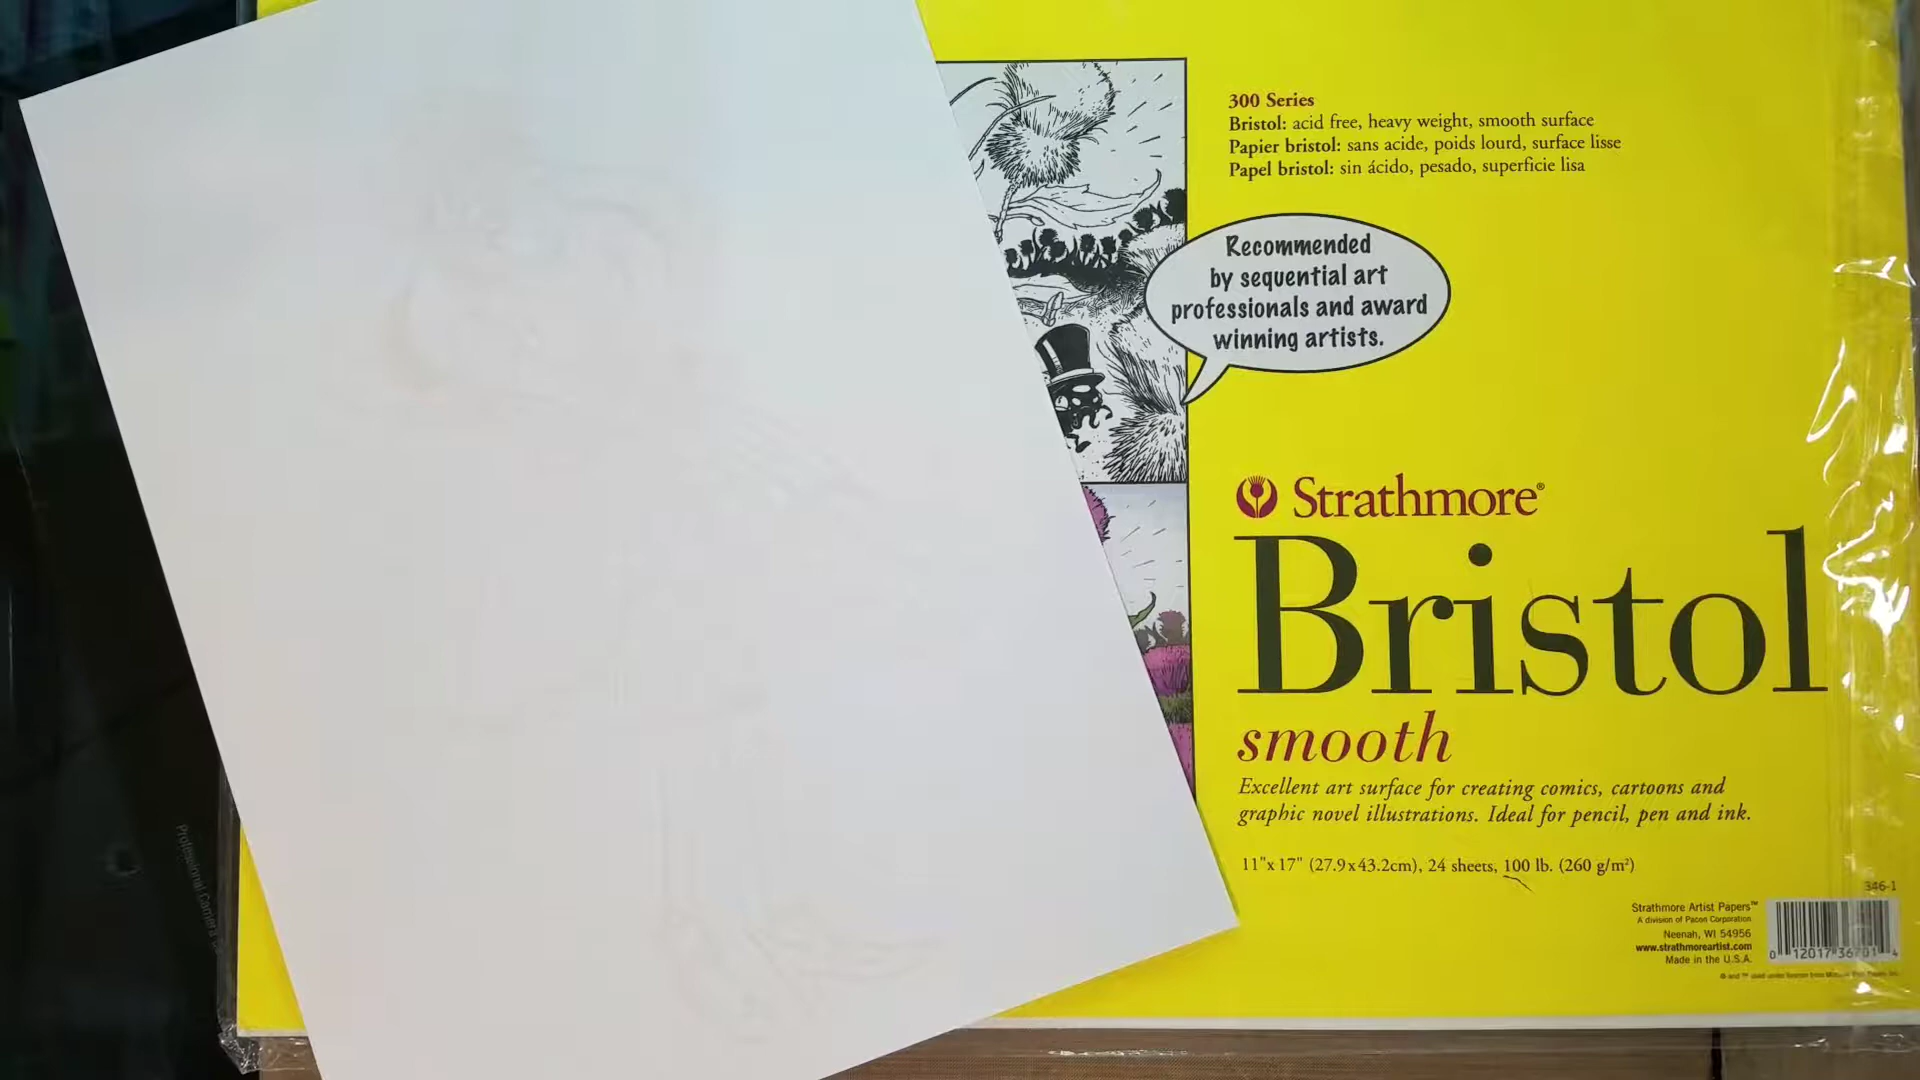 300 Series
Bristol: acid free, heavy weight, smooth surface
Papier bristol: sans acide, poids lourd, surface lisse
Papel bristol: sin ácido, pesado, superficie lisa
Recommended
by sequential art
professionals and award
winning artists.
Strathmore®
Bristol
smooth
Excellent art surface for creating comics, cartoons and
graphic novel illustrations. Ideal for pencil, pen and ink.
11"x 17" (27.9x43.2cm), 24 sheets, 100 lb. (260 g/m²)
346-1
Strathmore Artist Papers™
A division of Pacon Corporation
Neenah, WI 54956
www.strathmoreartist.com
Made in the U.S.A.
Professional Camera